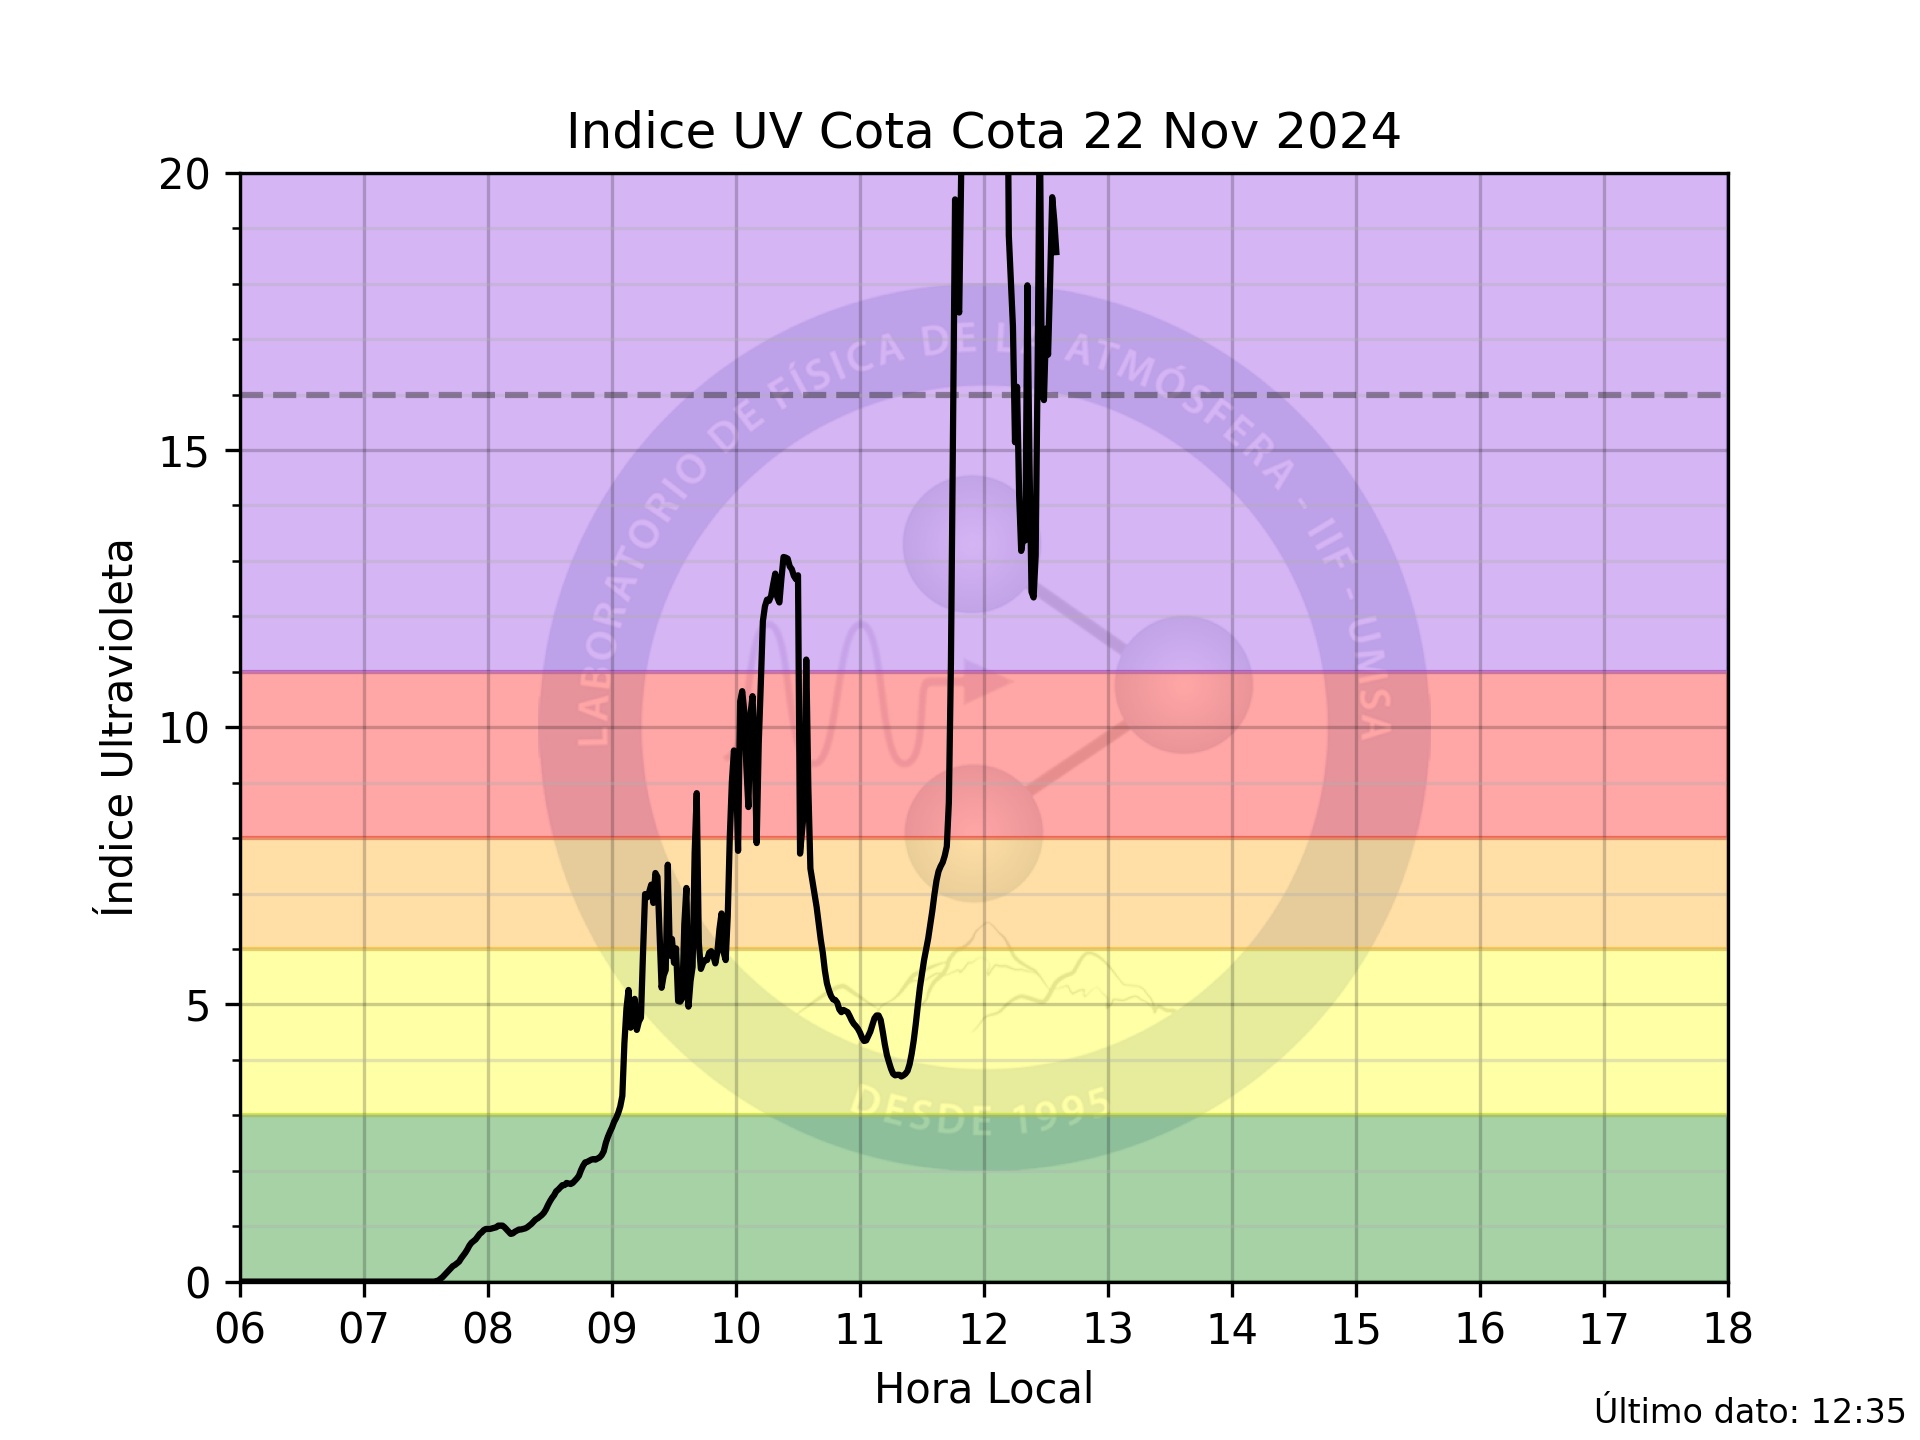 Indice UV Cota Cota 22 Nov 2024
20
15
10
5
0
Índice Ultravioleta
LABORATORIO DE FÍSICA DE LA ATMÓSFERA - IIF - UMSA
DESDE 1995
06 07 08 09 10 11 12 13 14 15 16 17 18
Hora Local
Último dato: 12:35